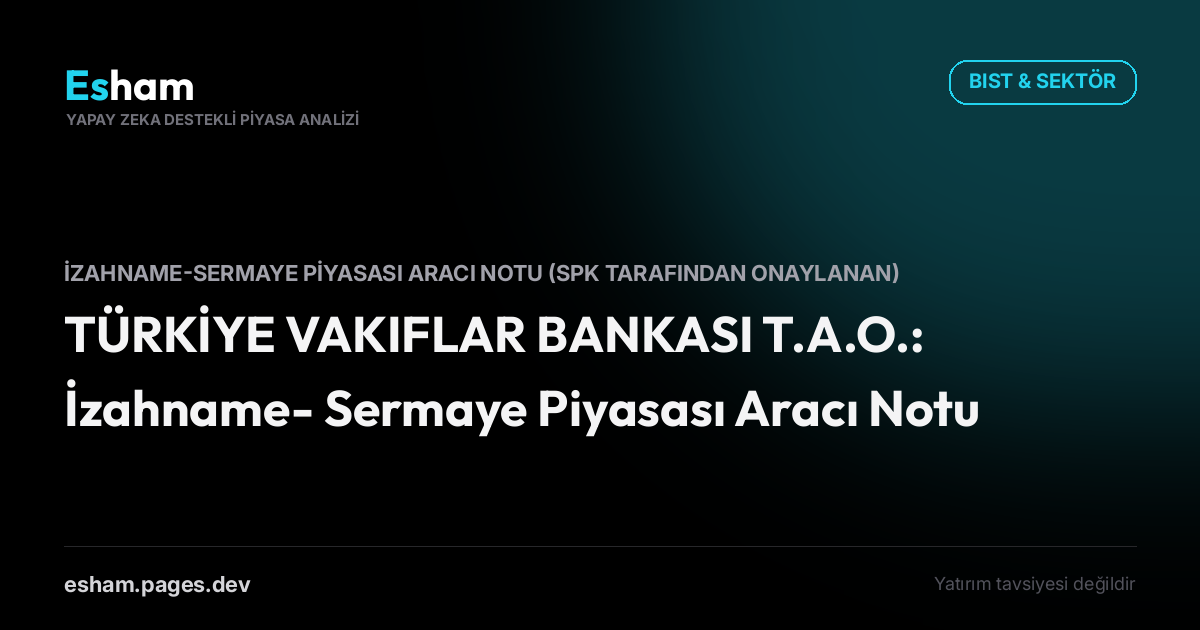 Esham
YAPAY ZEKA DESTEKLİ PİYASA ANALİZİ
BIST & SEKTÖR
İZAHNAME-SERMAYE PİYASASI ARACI NOTU (SPK TARAFINDAN ONAYLANAN)
TÜRKİYE VAKIFLAR BANKASI T.A.O.:
İzahname- Sermaye Piyasası Aracı Notu
esham.pages.dev
Yatırım tavsiyesi değildir